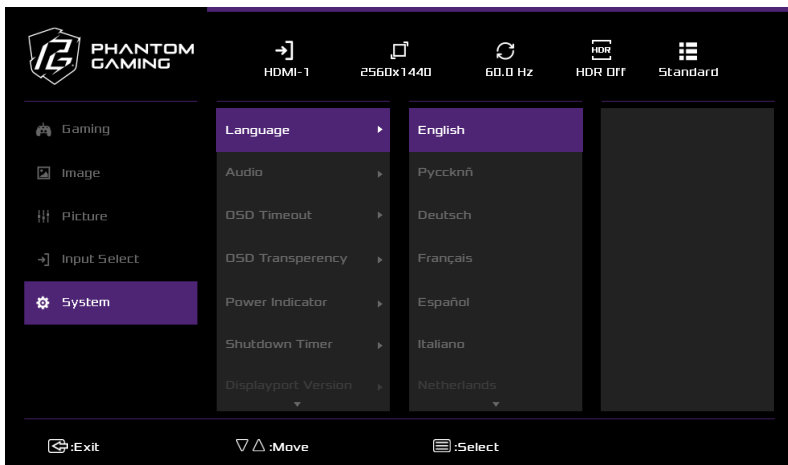 PHANTOM
GAMING
HDMI-1
2560x1440
60.0 Hz
HDR
HDR Off
Standard
Gaming
Image
Picture
Input Select
System
Language
Audio
OSD Timeout
OSD Transperency
Power Indicator
Shutdown Timer
Displayport Version
English
Русскпй
Deutsch
Français
Español
Italiano
Netherlands
:Exit
:Move
:Select